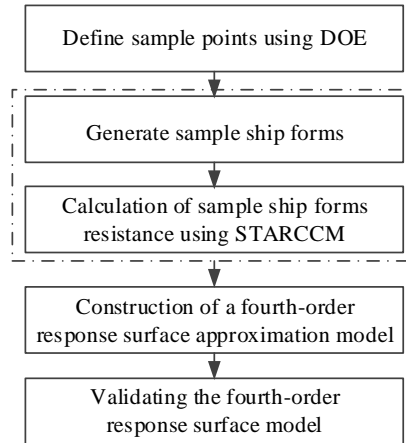 Define sample points using DOE
Generate sample ship forms
Calculation of sample ship forms
resistance using STARCCM
Construction of a fourth-order
response surface approximation model
Validating the fourth-order
response surface model